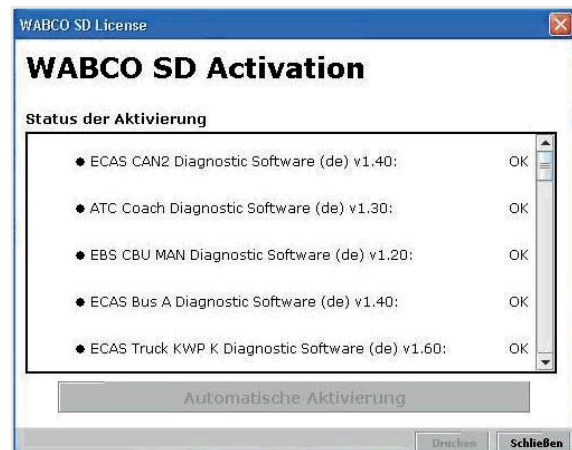 WABCO SD License
WABCO SD Activation
Status der Aktivierung
● ECAS CAN2 Diagnostic Software (de) v1.40: OK
● ATC Coach Diagnostic Software (de) v1.30: OK
● EBS CBU MAN Diagnostic Software (de) v1.20: OK
● ECAS Bus A Diagnostic Software (de) v1.40: OK
● ECAS Truck KWP K Diagnostic Software (de) v1.60: OK
Automatische Aktivierung
Drucken Schließen